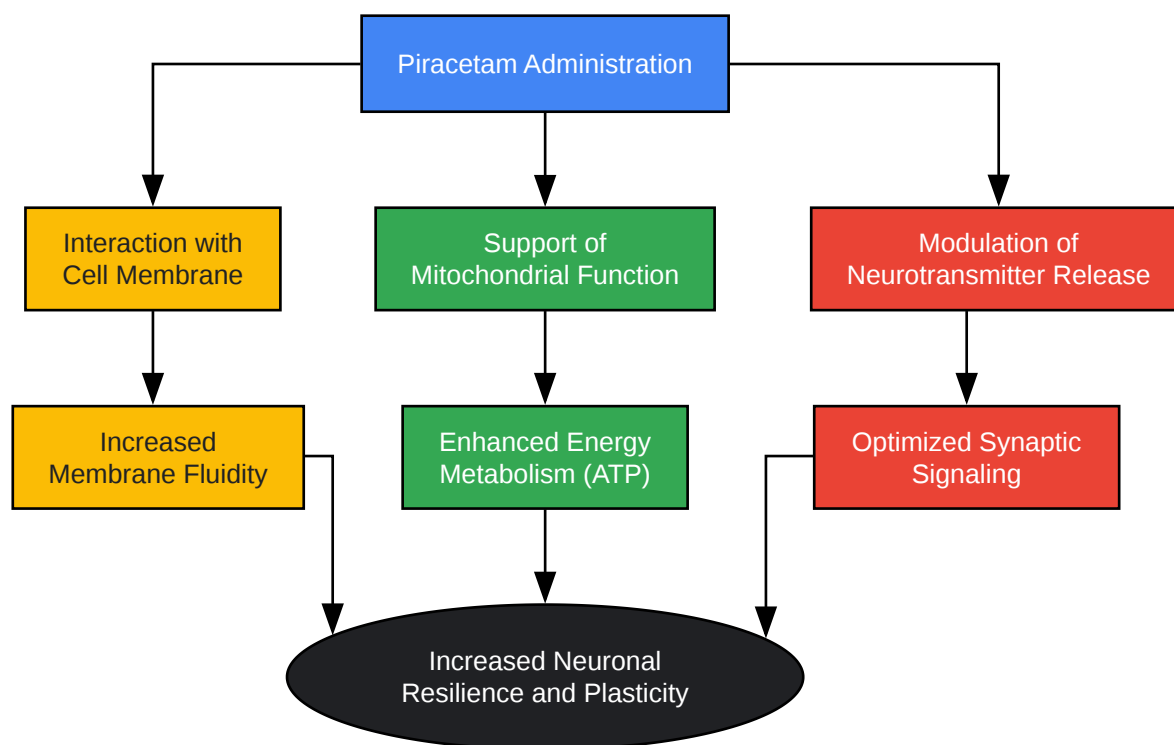 Piracetam Administration
Interaction with
Cell Membrane
Support of
Mitochondrial Function
Modulation of
Neurotransmitter Release
Increased
Membrane Fluidity
Enhanced Energy
Metabolism (ATP)
Optimized Synaptic
Signaling
Increased Neuronal
Resilience and Plasticity